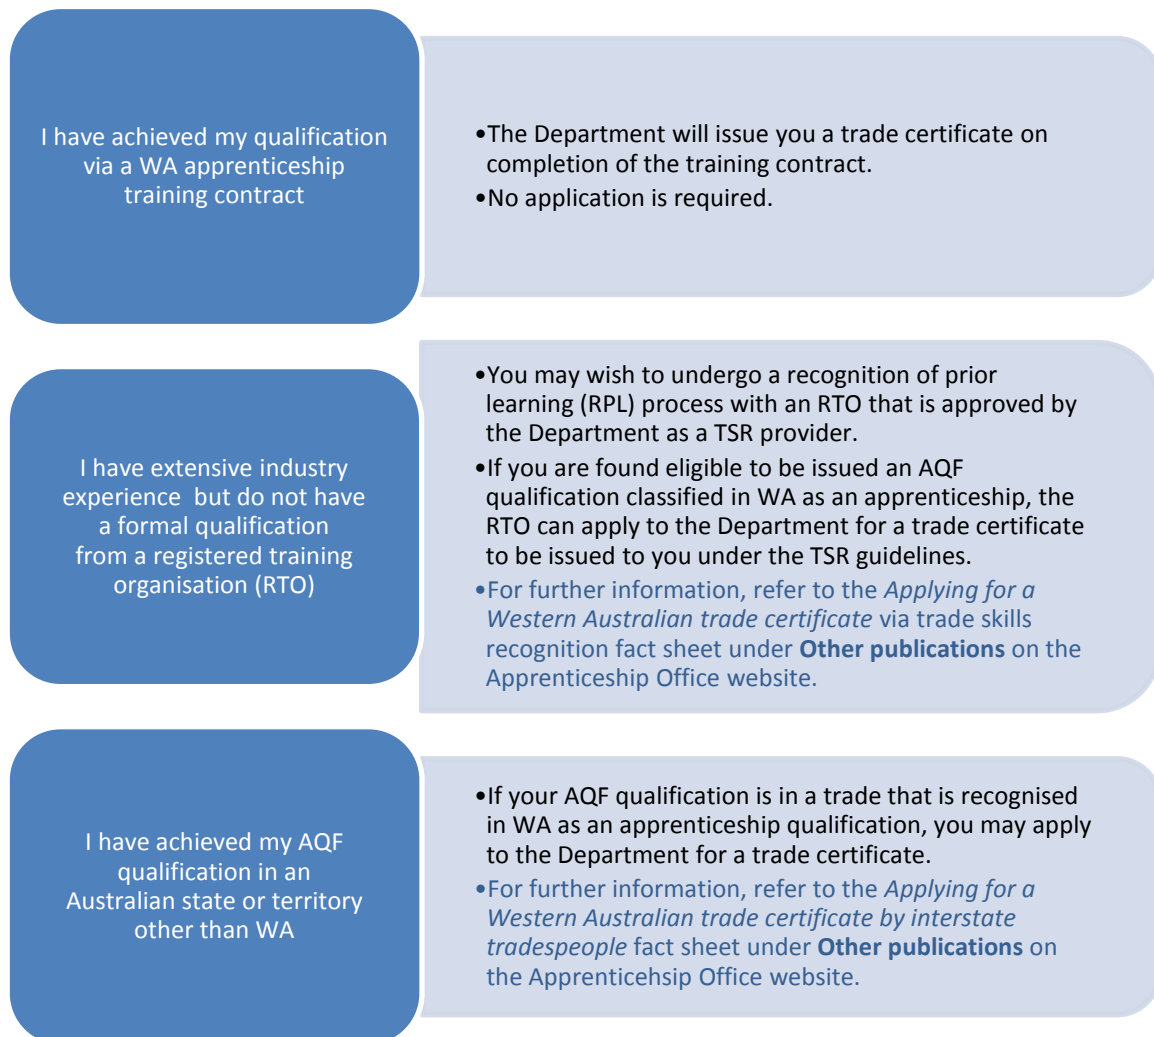 I have achieved my qualification
via a WA apprenticeship
training contract
•The Department will issue you a trade certificate on
completion of the training contract.
•No application is required.
I have extensive industry
experience  but do not have
a formal qualification
from a registered training
organisation (RTO)
•You may wish to undergo a recognition of prior
learning (RPL) process with an RTO that is approved by
the Department as a TSR provider.
•If you are found eligible to be issued an AQF
qualification classified in WA as an apprenticeship, the
RTO can apply to the Department for a trade certificate
to be issued to you under the TSR guidelines.
•For further information, refer to the Applying for a
Western Australian trade certificate via trade skills
recognition fact sheet under Other publications on the
Apprenticeship Office website.
I have achieved my AQF
qualification in an
Australian state or territory
other than WA
•If your AQF qualification is in a trade that is recognised
in WA as an apprenticeship qualification, you may apply
to the Department for a trade certificate.
•For further information, refer to the Applying for a
Western Australian trade certificate by interstate
tradespeople fact sheet under Other publications on
the Apprenticehsip Office website.